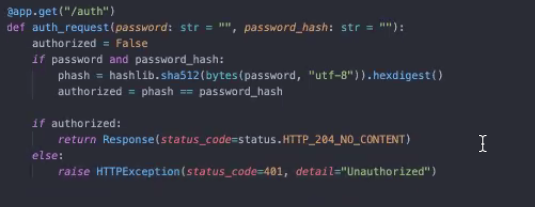 @app.get("/auth")
def auth_request(password: str = "", password_hash: str = ""):
    authorized = False
    if password and password_hash:
        phash = hashlib.sha512(bytes(password, "utf-8")).hexdigest()
        authorized = phash == password_hash

    if authorized:
        return Response(status_code=status.HTTP_204_NO_CONTENT)
    else:
        raise HTTPException(status_code=401, detail="Unauthorized")